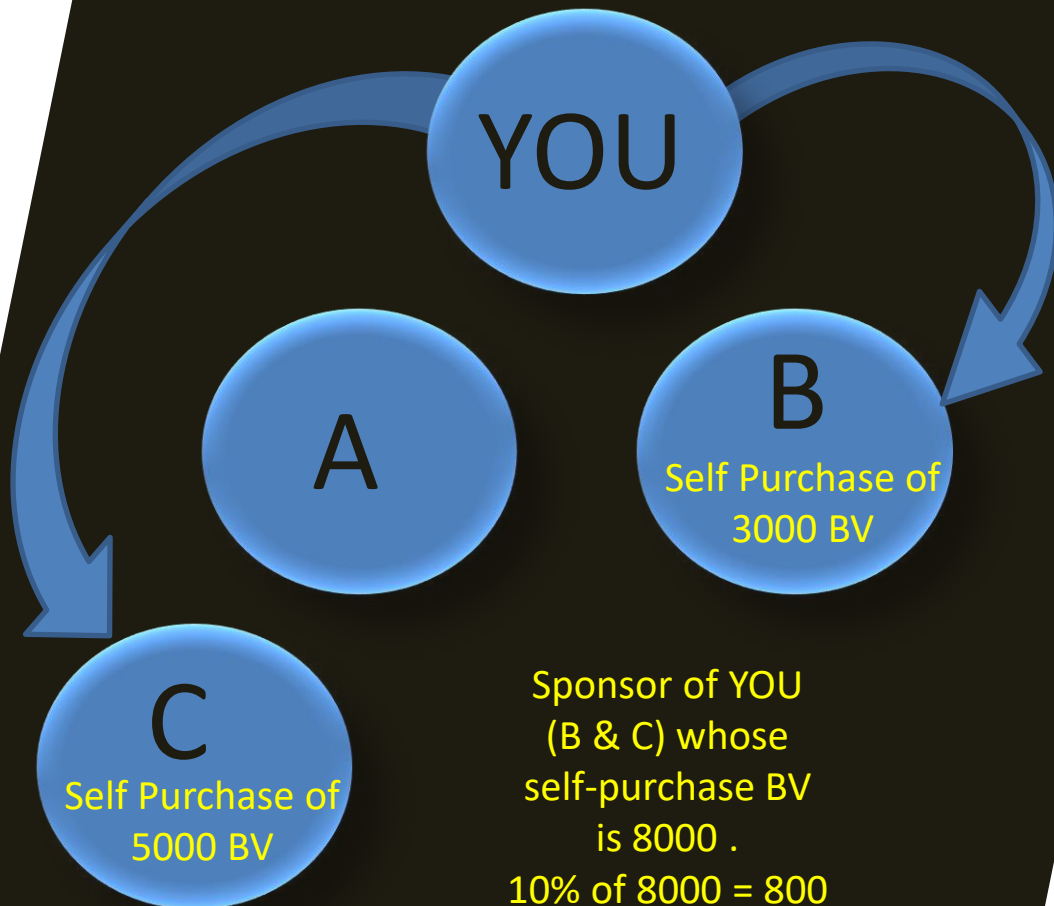 YOU
A
B
Self Purchase of
3000 BV
C
Self Purchase of
5000 BV
Sponsor of YOU
(B & C) whose
self-purchase BV
is 8000 .
10% of 8000 = 800